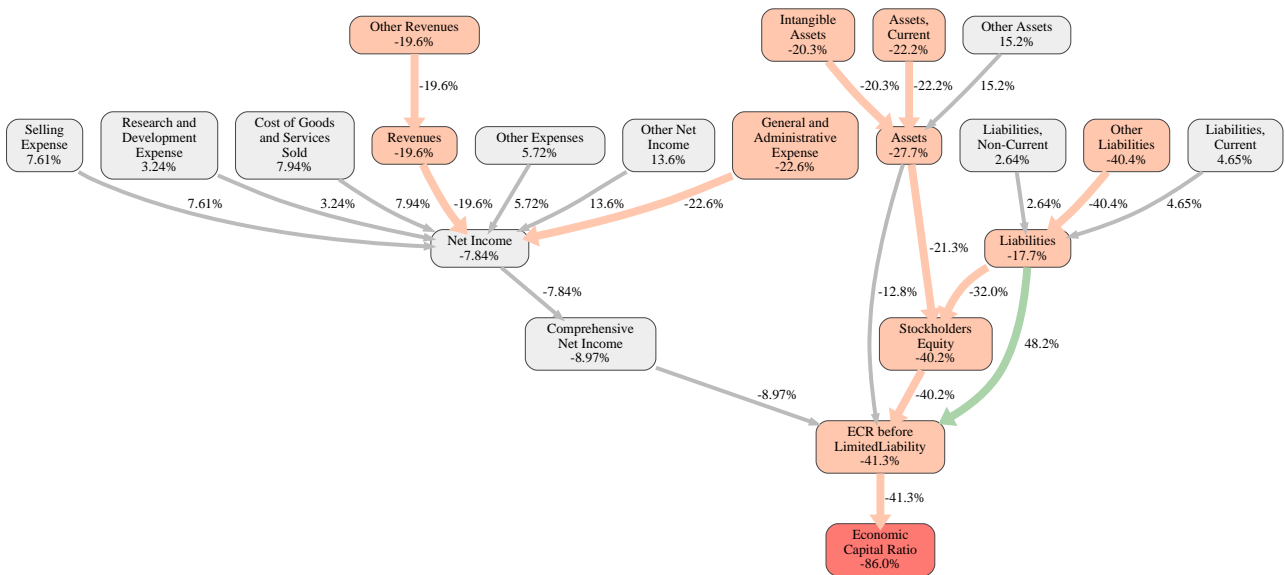 Other Revenues
-19.6%
Intangible
Assets
-20.3%
Assets,
Current
-22.2%
Other Assets
15.2%
-19.6%
-20.3%
-22.2%
15.2%
Selling
Expense
7.61%
Research and
Development
Expense
3.24%
Cost of Goods
and Services
Sold
7.94%
Revenues
-19.6%
Other Expenses
5.72%
Other Net
Income
13.6%
General and
Administrative
Expense
-22.6%
Assets
-27.7%
Liabilities,
Non-Current
2.64%
Other
Liabilities
-40.4%
Liabilities,
Current
4.65%
7.61%
3.24%
7.94%
-19.6%
5.72%
13.6%
-22.6%
2.64%
-40.4%
4.65%
Net Income
-7.84%
-21.3%
Liabilities
-17.7%
-7.84%
-12.8%
-32.0%
Comprehensive
Net Income
-8.97%
Stockholders
Equity
-40.2%
48.2%
-8.97%
-40.2%
ECR before
LimitedLiability
-41.3%
-41.3%
Economic
Capital Ratio
-86.0%